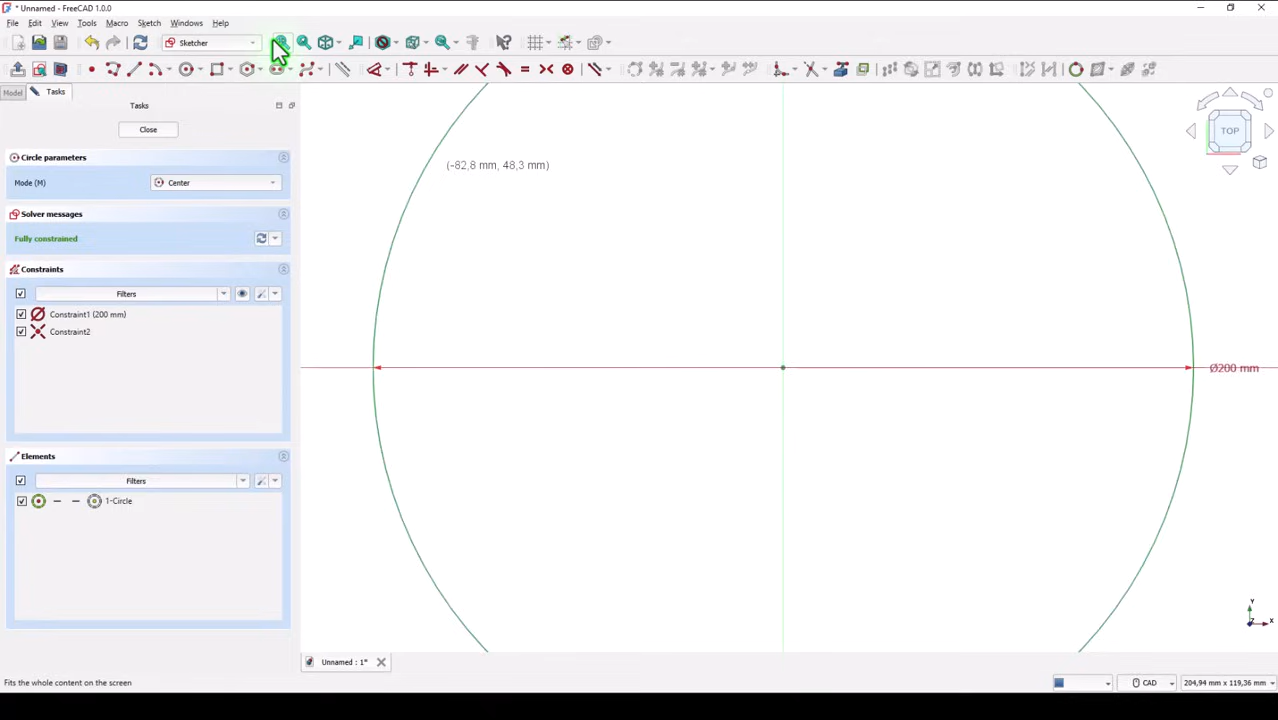 * Unnamed - FreeCAD 1.0.0
File Edit View Tools Macro Sketch Windows Help
Sketcher
Model Tasks
Tasks
Close
TOP
Circle parameters
(-82,8 mm, 48,3 mm)
Mode (M) Center
Solver messages
Fully constrained
Constraints
Filters
Constraint1 (200 mm)
Constraint2
Ø200 mm
Elements
Filters
1-Circle
Y
Z X
Unnamed : 1*
Fits the whole content on the screen
CAD
204,94 mm x 119,36 mm